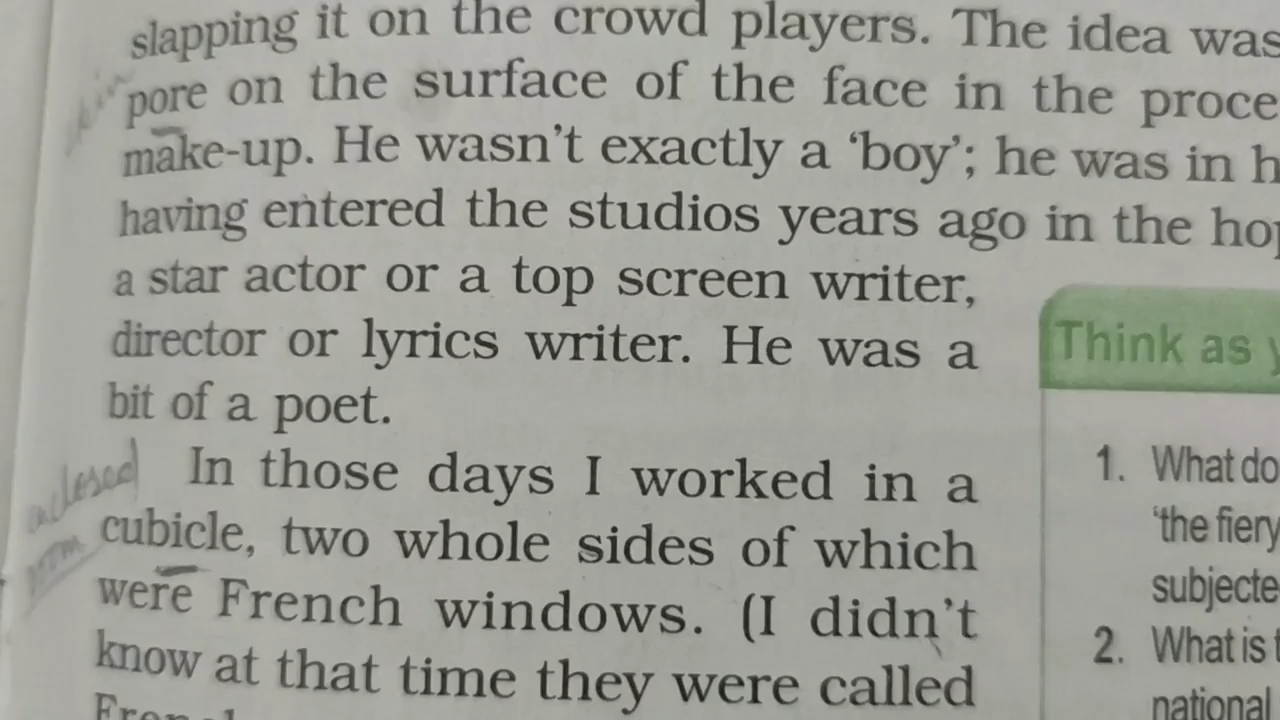 slapping it on the crowd players. The idea was
pore on the surface of the face in the
make-up. He wasn't exactly a ‘boy’; he was in
having entered the studios years ago in the
a star actor or a top screen writer,
director or lyrics writer. He was a
bit of a poet.
In those days I worked in a
cubicle, two whole sides of which
were French windows. (I didn't
know at that time they were called
enclosed
room
Think as
1. What do
‘the fiery
2. What is
national